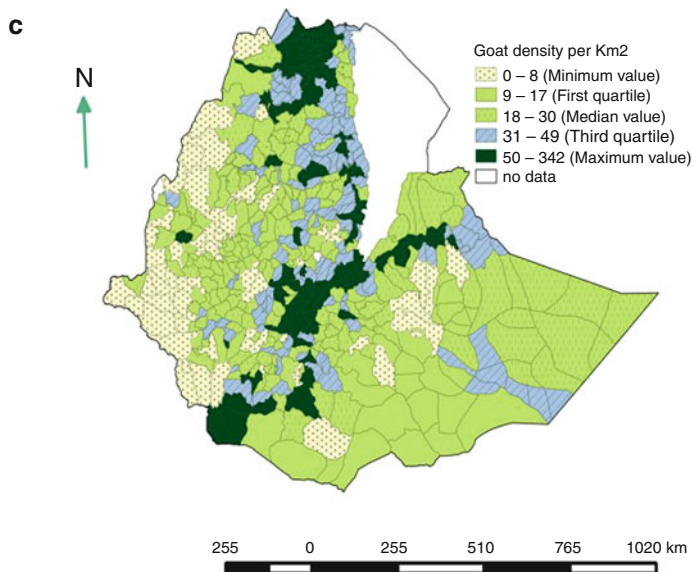 c
N
Goat density per Km2
0 – 8 (Minimum value)
9 – 17 (First quartile)
18 – 30 (Median value)
31 – 49 (Third quartile)
50 – 342 (Maximum value)
no data
255 0 255 510 765 1020 km